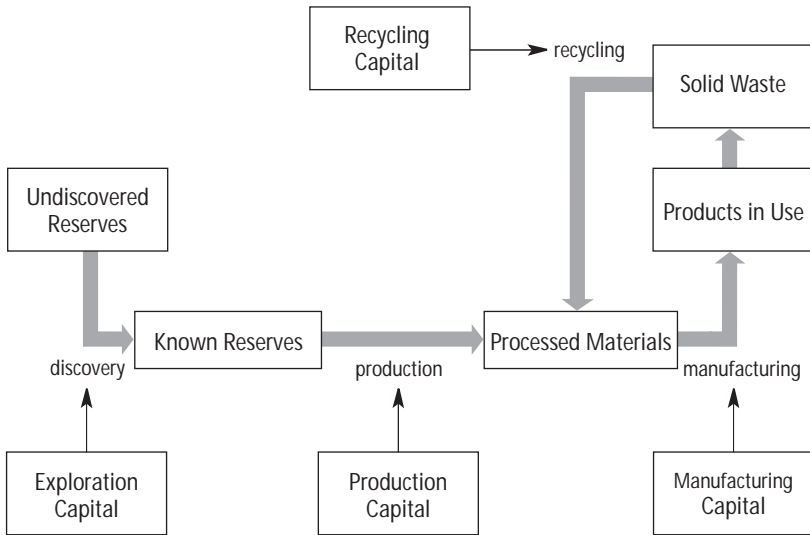 Recycling
Capital
recycling
Solid Waste
Undiscovered
Reserves
Products in Use
Known Reserves
Processed Materials
discovery
production
manufacturing
Exploration
Capital
Production
Capital
Manufacturing
Capital